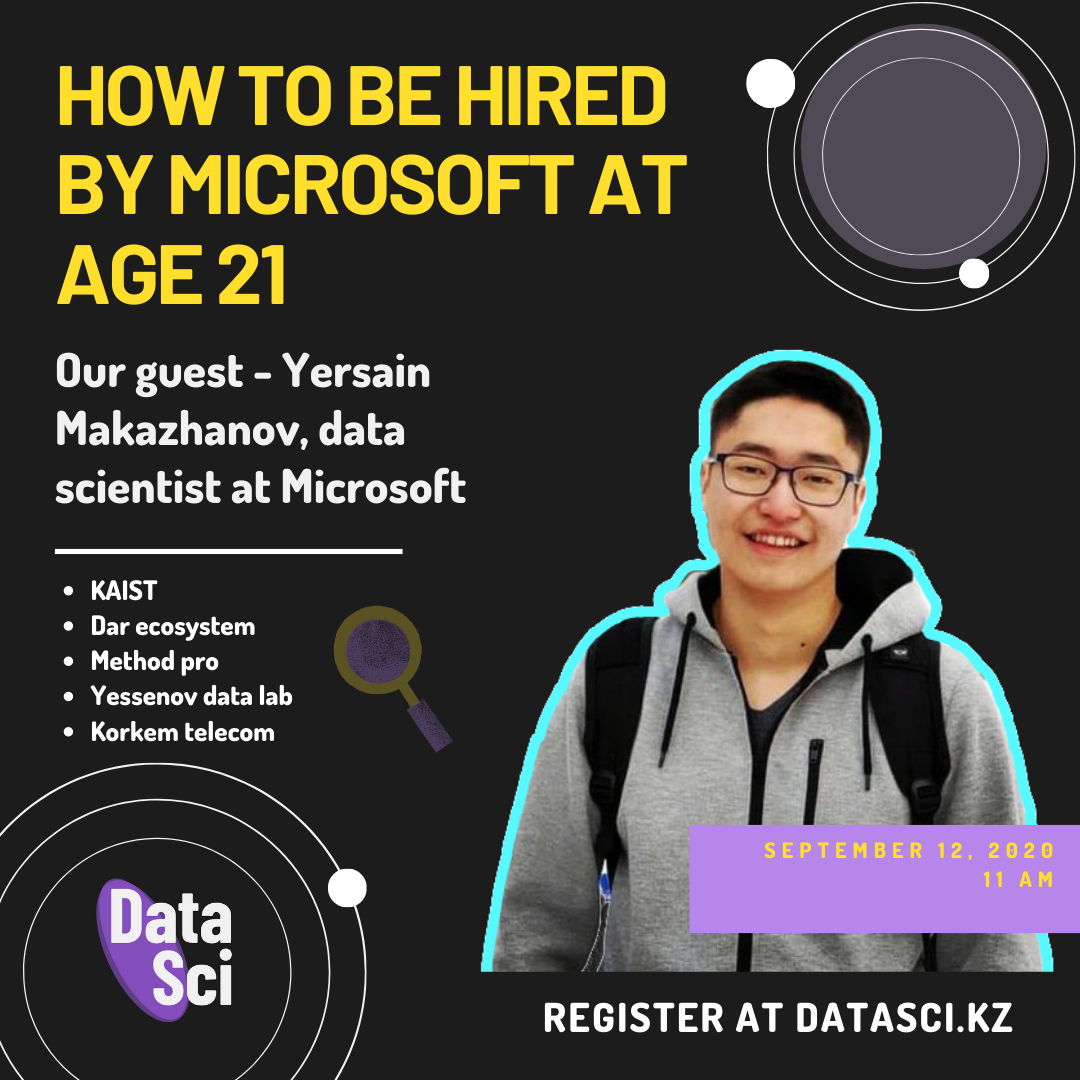 HOW TO BE HIRED
BY MICROSOFT AT
AGE 21
Our guest - Yersain
Makazhanov, data
scientist at Microsoft
• KAIST
• Dar ecosystem
• Method pro
• Yessenov data lab
• Korkem telecom
SEPTEMBER 12, 2020
11 AM
Data
Sci
REGISTER AT DATASCI.KZ